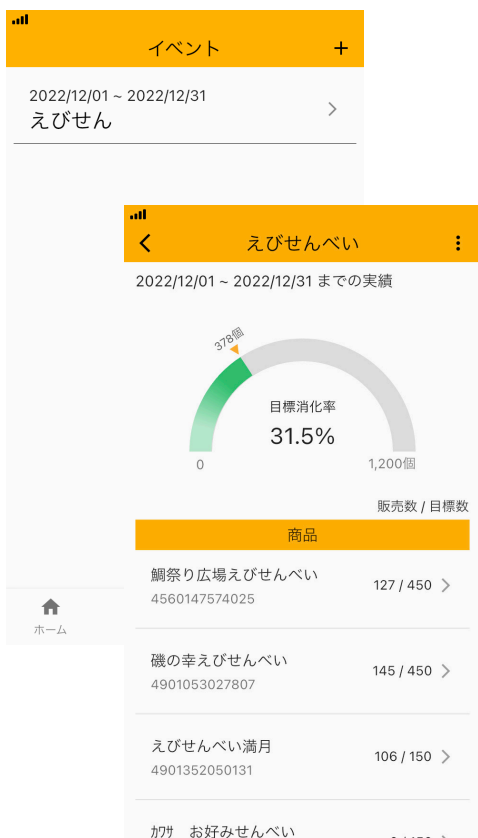 イベント
+
2022/12/01 ~ 2022/12/31
えびせん
ホーム
えびせんべい
2022/12/01 ~ 2022/12/31 までの実績
378個
目標消化率
31.5%
0
1,200個
販売数 / 目標数
商品
鯛祭り広場えびせんべい
127 / 450
4560147574025
磯の幸えびせんべい
145 / 450
4901053027807
えびせんべい満月
106 / 150
4901352050131
ｶﾜｻ　お好みせんべい